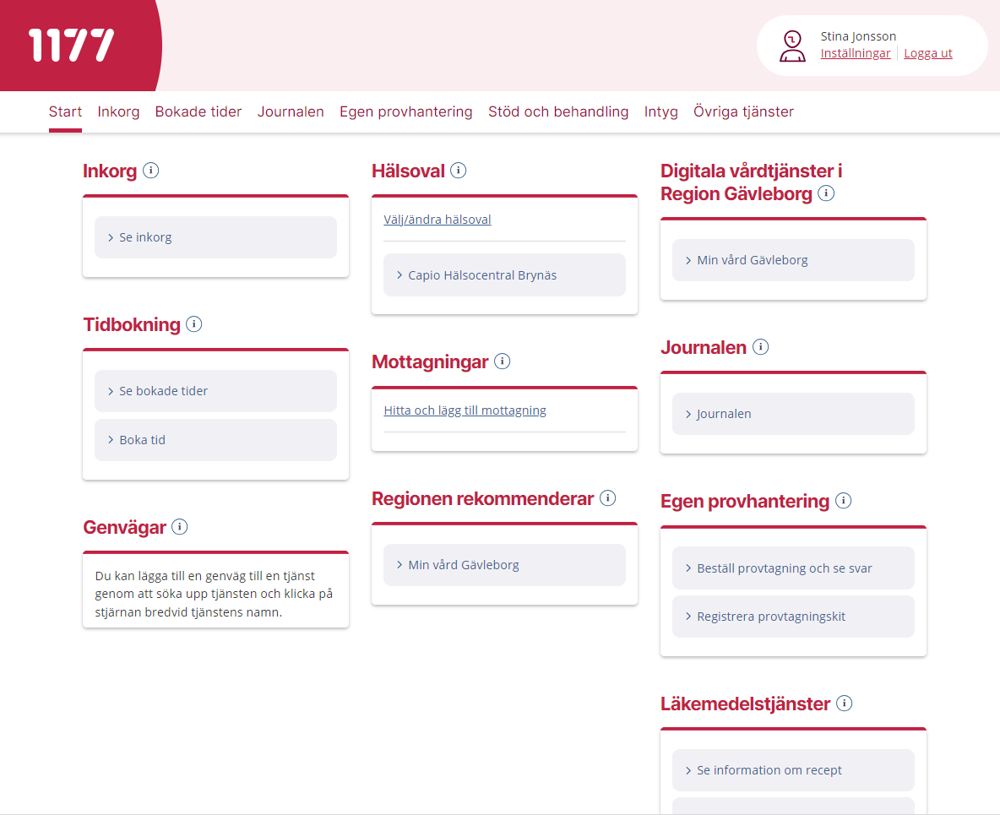 1177
Stina Jonsson
Inställningar
Logga ut
Start Inkorg Bokade tider Journalen Egen provhantering Stöd och behandling Intyg Övriga tjänster
Inkorg
Se inkorg
Tidbokning
Se bokade tider
Boka tid
Genvägar
Du kan lägga till en genväg till en tjänst
genom att söka upp tjänsten och klicka på
stjärnan bredvid tjänstens namn.
Hälsoval
Välj/ändra hälsoval
Capio Hälsocentral Brynäs
Mottagningar
Hitta och lägg till mottagning
Regionen rekommenderar
Min vård Gävleborg
Digitala vårdtjänster i
Region Gävleborg
Min vård Gävleborg
Journalen
Journalen
Egen provhantering
Beställ provtagning och se svar
Registrera provtagningskit
Läkemedelstjänster
Se information om recept